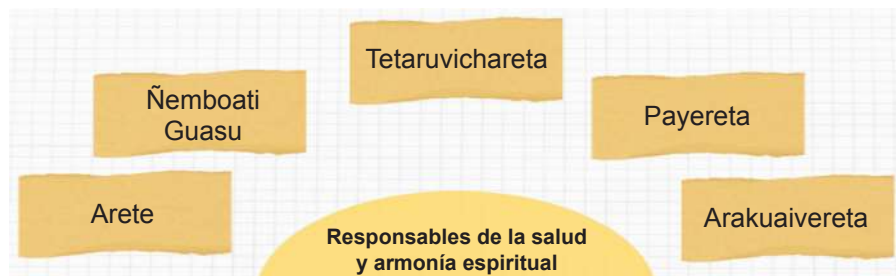 Tetaruvichareta
Ñemboati
Guasu
Payereta
Arete
Arakuaivereta
Responsables de la salud
y armonía espiritual